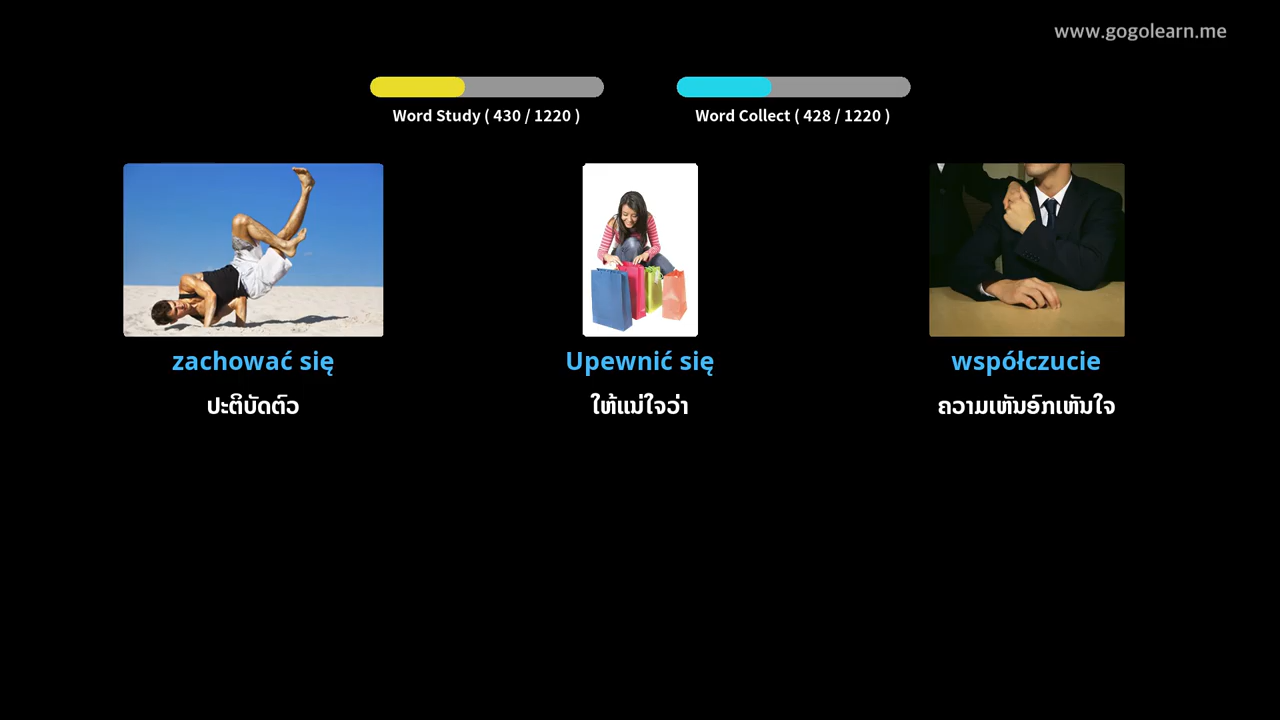 www.gogolearn.me
Word Study ( 430 / 1220 )
Word Collect ( 428 / 1220 )
zachować się
Upewnić się
współczucie
ປະຕິບັດຕົວ
ໃຫ້ແນ່ໃຈວ່າ
ຄວາມເຫັນອົກເຫັນໃຈ